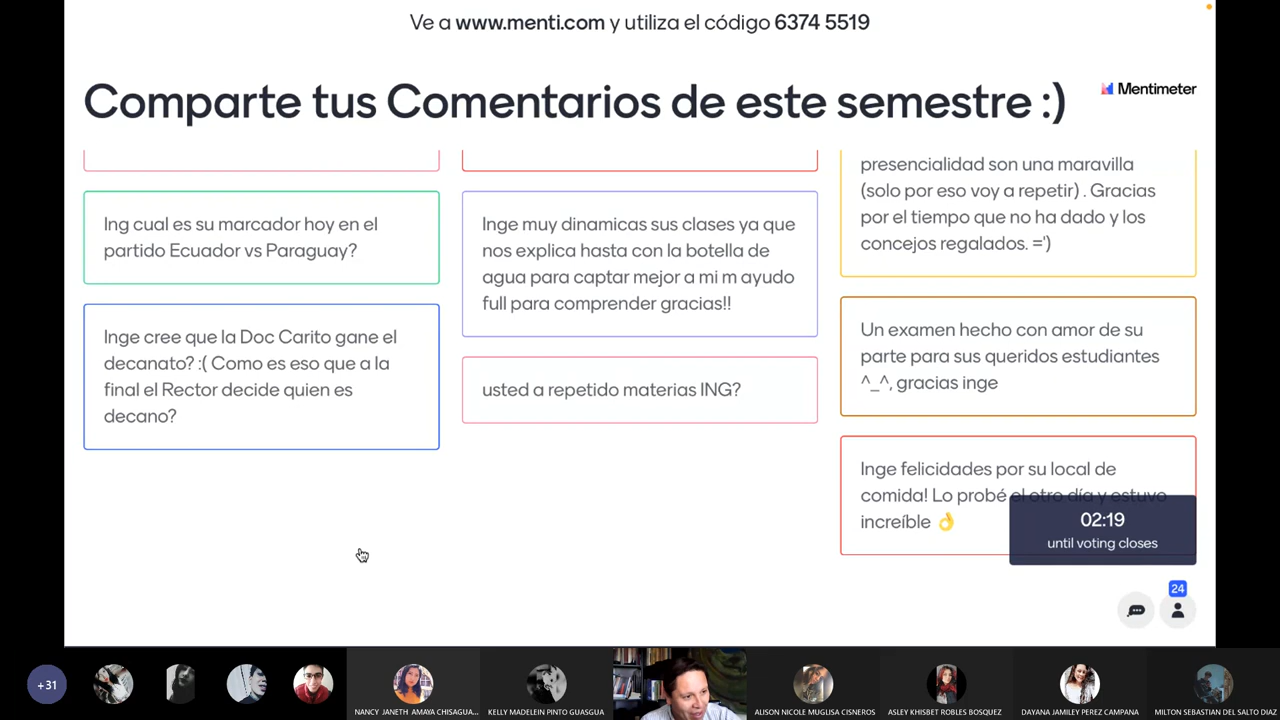 Ve a www.menti.com y utiliza el código 6374 5519
Comparte tus Comentarios de este semestre :)
Mentimeter
Ing cual es su marcador hoy en el
partido Ecuador vs Paraguay?
Inge cree que la Doc Carito gane el
decanato? :( Como es eso que a la
final el Rector decide quien es
decano?
Inge muy dinamicas sus clases ya que
nos explica hasta con la botella de
agua para captar mejor a mi m ayudo
full para comprender gracias!!
usted a repetido materias ING?
presencialidad son una maravilla
(solo por eso voy a repetir) . Gracias
por el tiempo que no ha dado y los
concejos regalados. =')
Un examen hecho con amor de su
parte para sus queridos estudiantes
^_^, gracias inge
Inge felicidades por su local de
comida! Lo probé el otro día y estuvo
increíble 👌
02:19
until voting closes
24
+31
NANCY JANETH AMAYA CHISAGUA...
KELLY MADELEIN PINTO GUASGUA
ALISON NICOLE MUGLISA CISNEROS
ASLEY KHISBET ROBLES BOSQUEZ
DAYANA JAMILEY PEREZ CAMPANA
MILTON SEBASTIAN DEL SALTO DIAZ